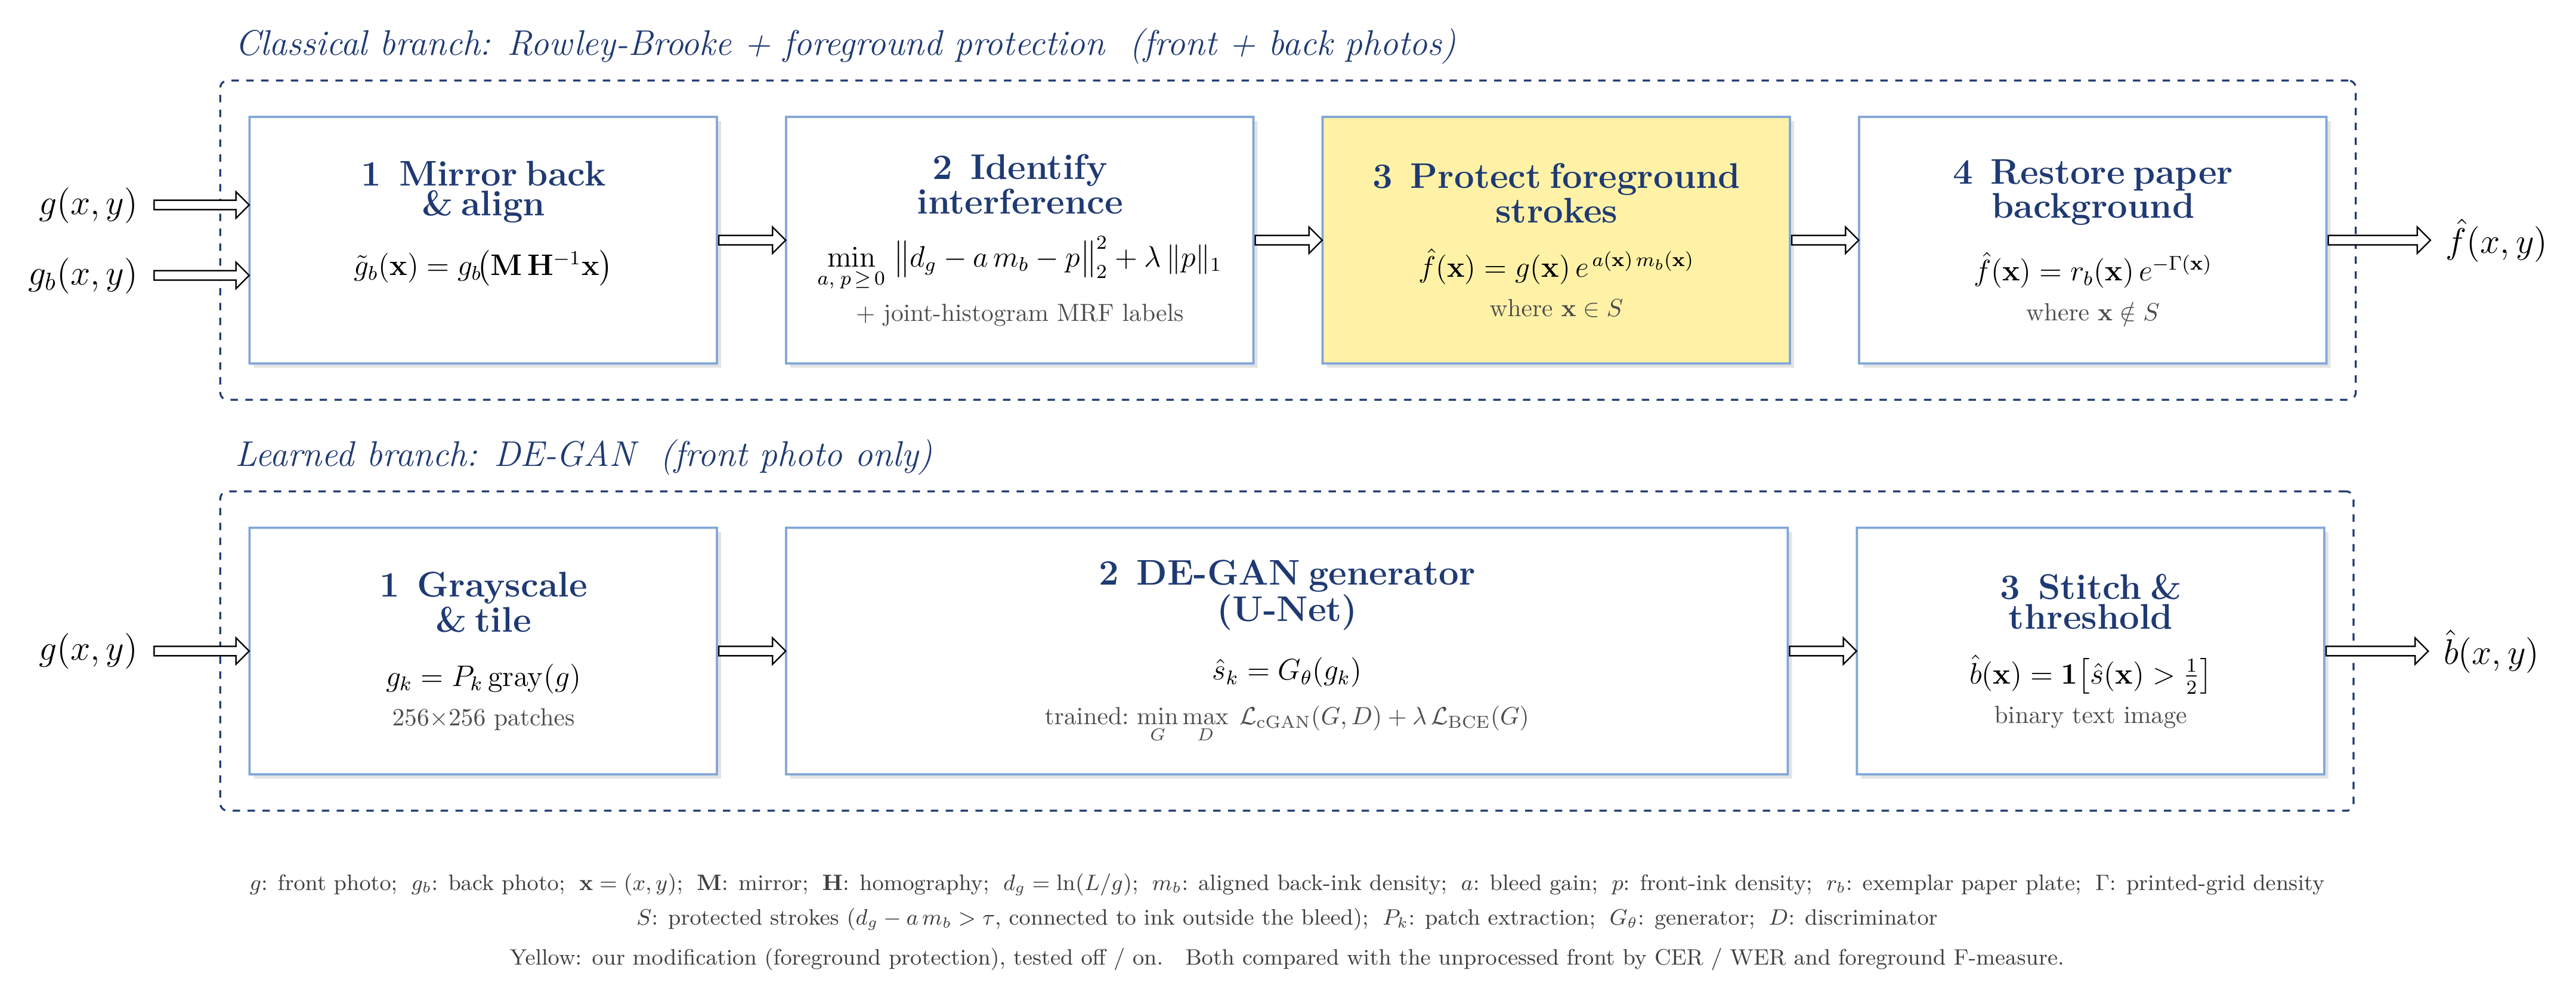 Classical branch: Rowley-Brooke + foreground protection (front + back photos)
g(x, y)
g_b(x, y)
1 Mirror back
& align
g̃_b(𝐱) = g_b(𝐌 𝐇⁻¹𝐱)
2 Identify
interference
min_{a, p ≥ 0} ‖d_g − a m_b − p‖₂² + λ ‖p‖₁
+ joint-histogram MRF labels
3 Protect foreground
strokes
f̂(𝐱) = g(𝐱) e^{a(𝐱) m_b(𝐱)}
where 𝐱 ∈ S
4 Restore paper
background
f̂(𝐱) = r_b(𝐱) e^{−Γ(𝐱)}
where 𝐱 ∉ S
f̂(x, y)
Learned branch: DE-GAN (front photo only)
g(x, y)
1 Grayscale
& tile
g_k = P_k gray(g)
256×256 patches
2 DE-GAN generator
(U-Net)
ŝ_k = G_θ(g_k)
trained: min_G max_D ℒ_cGAN(G, D) + λ ℒ_BCE(G)
3 Stitch &
threshold
b̂(𝐱) = 𝟏[ŝ(𝐱) > 1/2]
binary text image
b̂(x, y)
g: front photo; g_b: back photo; 𝐱 = (x, y); 𝐌: mirror; 𝐇: homography; d_g = ln(L/g); m_b: aligned back-ink density; a: bleed gain; p: front-ink density; r_b: exemplar paper plate; Γ: printed-grid density
S: protected strokes (d_g − a m_b > τ, connected to ink outside the bleed); P_k: patch extraction; G_θ: generator; D: discriminator
Yellow: our modification (foreground protection), tested off / on. Both compared with the unprocessed front by CER / WER and foreground F-measure.